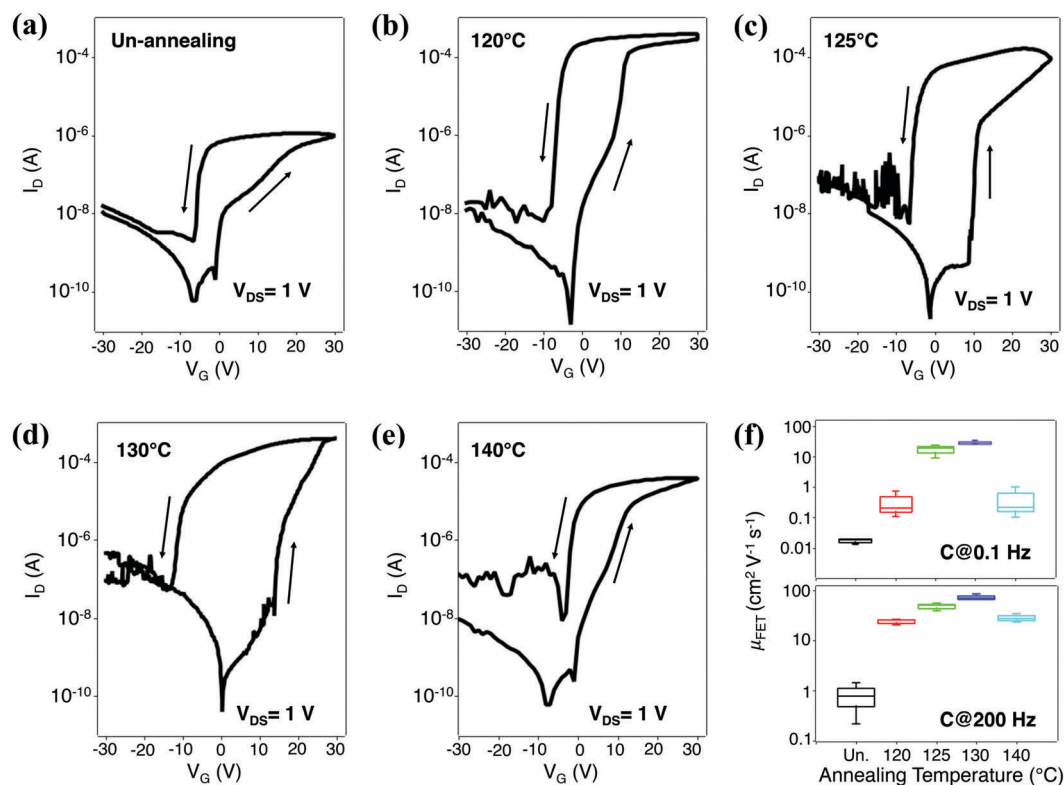 (a)
Un-annealing
I_D (A)
10⁻⁴
10⁻⁶
10⁻⁸
10⁻¹⁰
V_DS= 1 V
-30 -20 -10 0 10 20 30
V_G (V)
(b)
120°C
I_D (A)
10⁻⁴
10⁻⁶
10⁻⁸
10⁻¹⁰
V_DS= 1 V
-30 -20 -10 0 10 20 30
V_G (V)
(c)
125°C
I_D (A)
10⁻⁴
10⁻⁶
10⁻⁸
10⁻¹⁰
V_DS= 1 V
-30 -20 -10 0 10 20 30
V_G (V)
(d)
130°C
I_D (A)
10⁻⁴
10⁻⁶
10⁻⁸
10⁻¹⁰
V_DS= 1 V
-30 -20 -10 0 10 20 30
V_G (V)
(e)
140°C
I_D (A)
10⁻⁴
10⁻⁶
10⁻⁸
10⁻¹⁰
V_DS= 1 V
-30 -20 -10 0 10 20 30
V_G (V)
(f)
μ_FET (cm² V⁻¹ s⁻¹)
100
10
1
0.1
0.01
C@0.1 Hz
100
10
1
0.1
C@200 Hz
Un. 120 125 130 140
Annealing Temperature (°C)